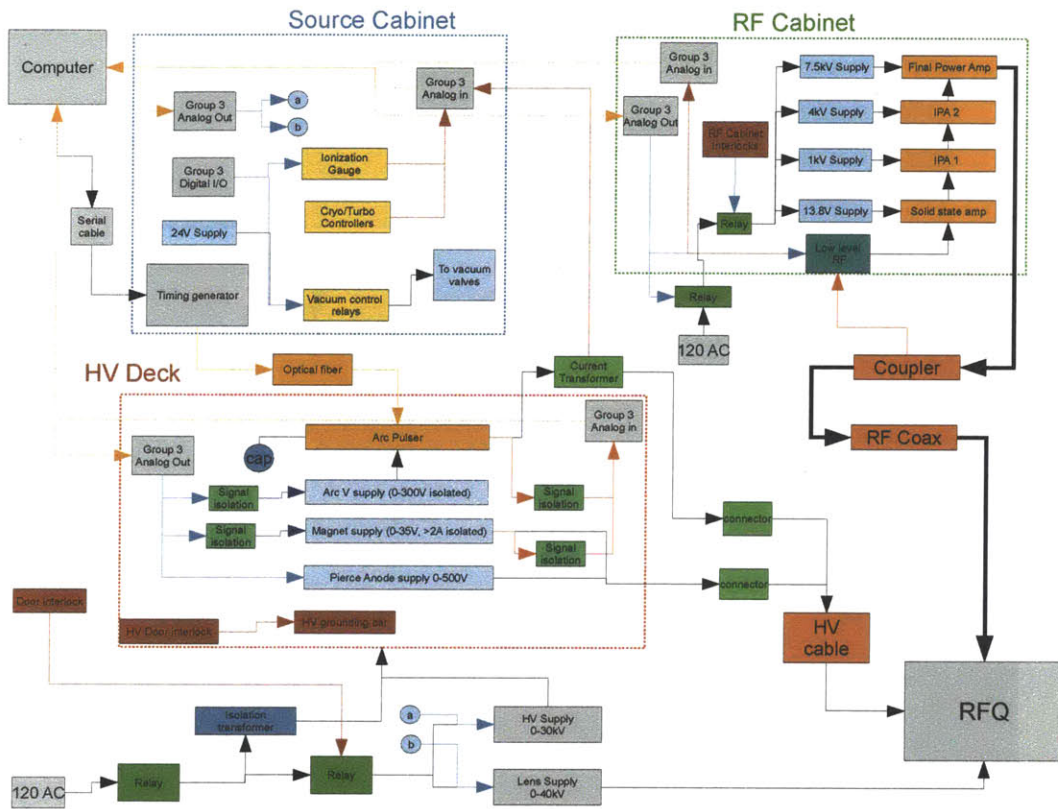 Source Cabinet
RF Cabinet
Computer
Group 3
Analog Out
a
b
Group 3
Analog in
Group 3
Digital I/O
Ionization
Gauge
Cryo/Turbo
Controllers
24V Supply
Serial
cable
Timing generator
Vacuum control
relays
To vacuum
valves
Group 3
Analog in
Group 3
Analog Out
RF Cabinet
Interlocks
Relay
7.5kV Supply
Final Power Amp
4kV Supply
IPA 2
1kV Supply
IPA 1
13.8V Supply
Solid state amp
Low level
RF
Relay
120 AC
HV Deck
Optical fiber
Current
Transformer
Coupler
RF Coax
Group 3
Analog Out
cap
Arc Pulser
Group 3
Analog in
Signal
isolation
Arc V supply (0-300V isolated)
Signal
isolation
Signal
isolation
Magnet supply (0-35V, >2A isolated)
Signal
isolation
Pierce Anode supply 0-500V
connector
connector
Door interlock
HV Door interlock
HV grounding bar
HV
cable
RFQ
Isolation
transformer
a
b
HV Supply
0-30kV
120 AC
Relay
Relay
Lens Supply
0-40kV